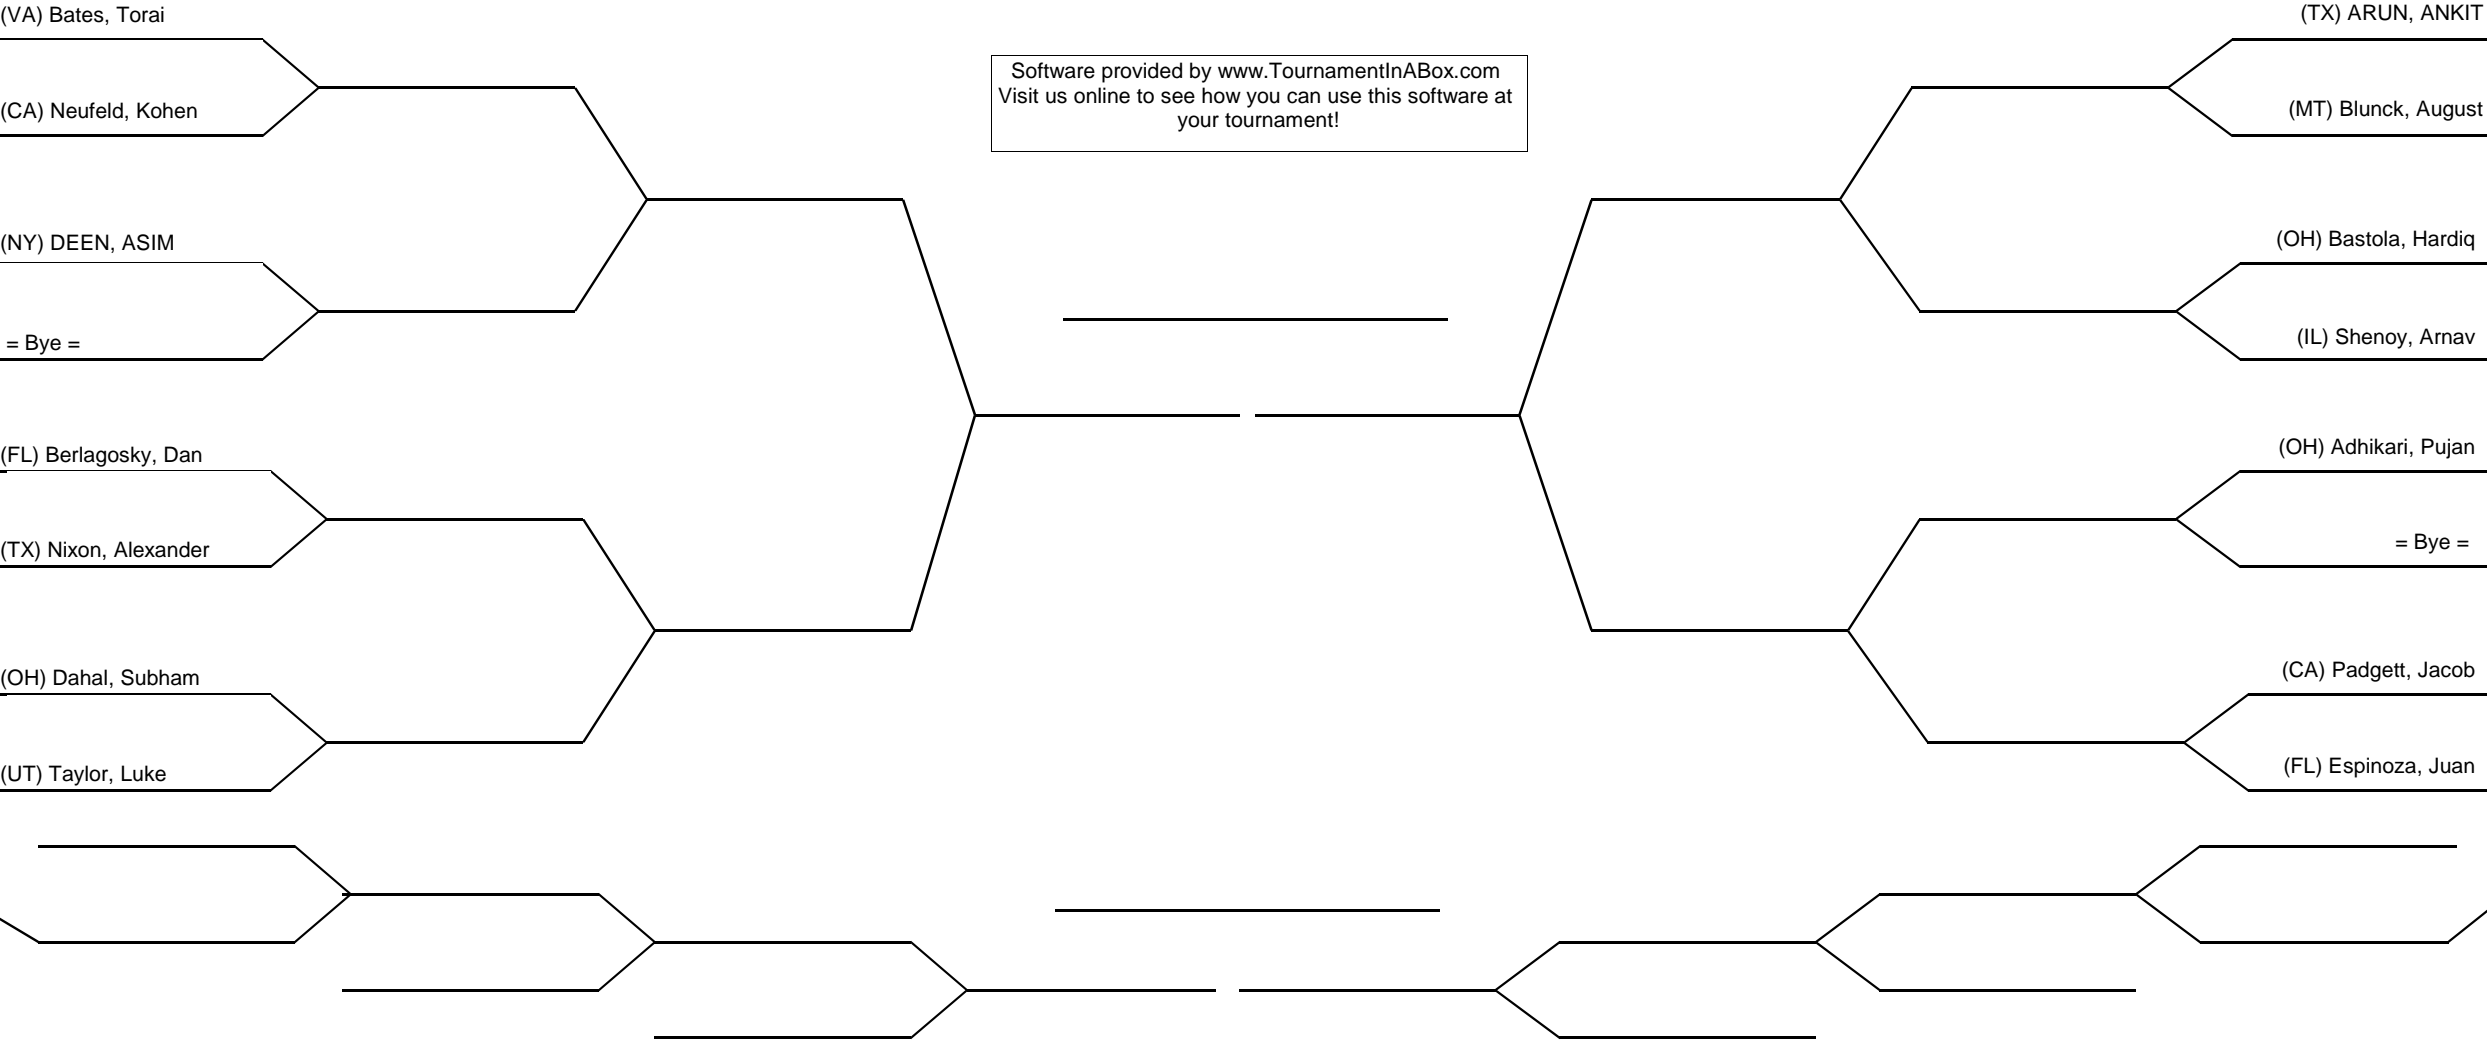 (VA) Bates, Torai
(CA) Neufeld, Kohen
(NY) DEEN, ASIM
= Bye =
(FL) Berlagosky, Dan
(TX) Nixon, Alexander
(OH) Dahal, Subham
(UT) Taylor, Luke
Software provided by www.TournamentInABox.com
Visit us online to see how you can use this software at
your tournament!
(TX) ARUN, ANKIT
(MT) Blunck, August
(OH) Bastola, Hardiq
(IL) Shenoy, Arnav
(OH) Adhikari, Pujan
= Bye =
(CA) Padgett, Jacob
(FL) Espinoza, Juan